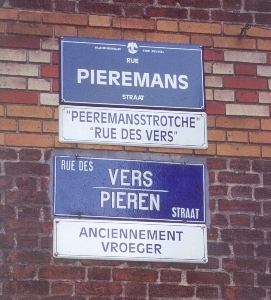 RUE
PIEREMANS
STRAAT
"PEEREMANSSTROTCHE"
"RUE DES VERS"
RUE DES
VERS
PIEREN
STRAAT
ANCIENNEMENT
VROEGER